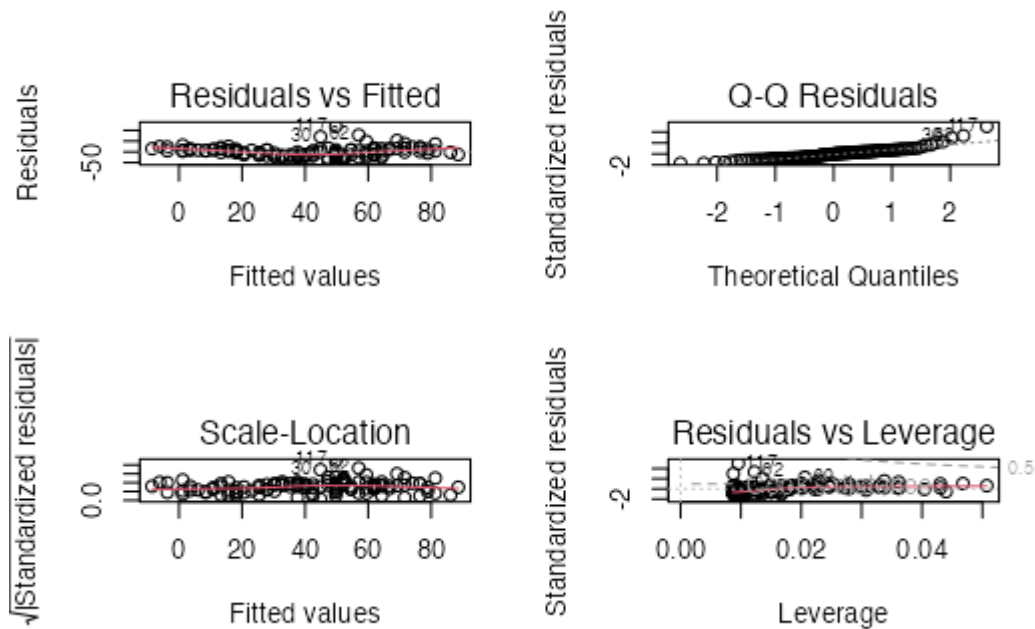 Residuals vs Fitted
Residuals
-50
117
30
62
0 20 40 60 80
Fitted values
Q-Q Residuals
Standardized residuals
-2
117
-2 -1 0 1 2
Theoretical Quantiles
Scale-Location
√|Standardized residuals|
0.0
117
30
62
0 20 40 60 80
Fitted values
Residuals vs Leverage
Standardized residuals
-2
117
62
0.5
0.00 0.02 0.04
Leverage